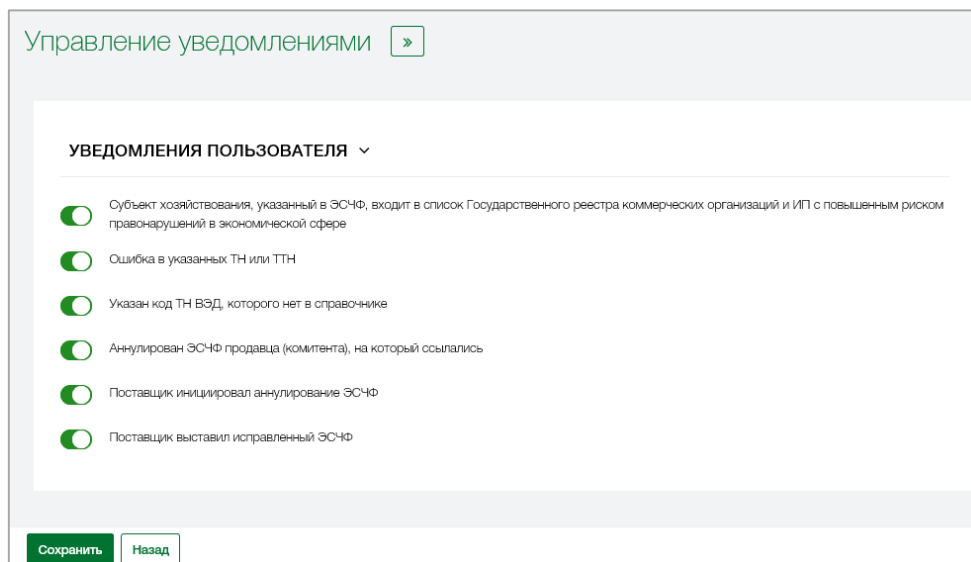 Управление уведомлениями »
УВЕДОМЛЕНИЯ ПОЛЬЗОВАТЕЛЯ
Субъект хозяйствования, указанный в ЭСЧФ, входит в список Государственного реестра коммерческих организаций и ИП с повышенным риском
правонарушений в экономической сфере
Ошибка в указанных ТН или ТТН
Указан код ТН ВЭД, которого нет в справочнике
Аннулирован ЭСЧФ продавца (комитента), на который ссылались
Поставщик инициировал аннулирование ЭСЧФ
Поставщик выставил исправленный ЭСЧФ
Сохранить Назад